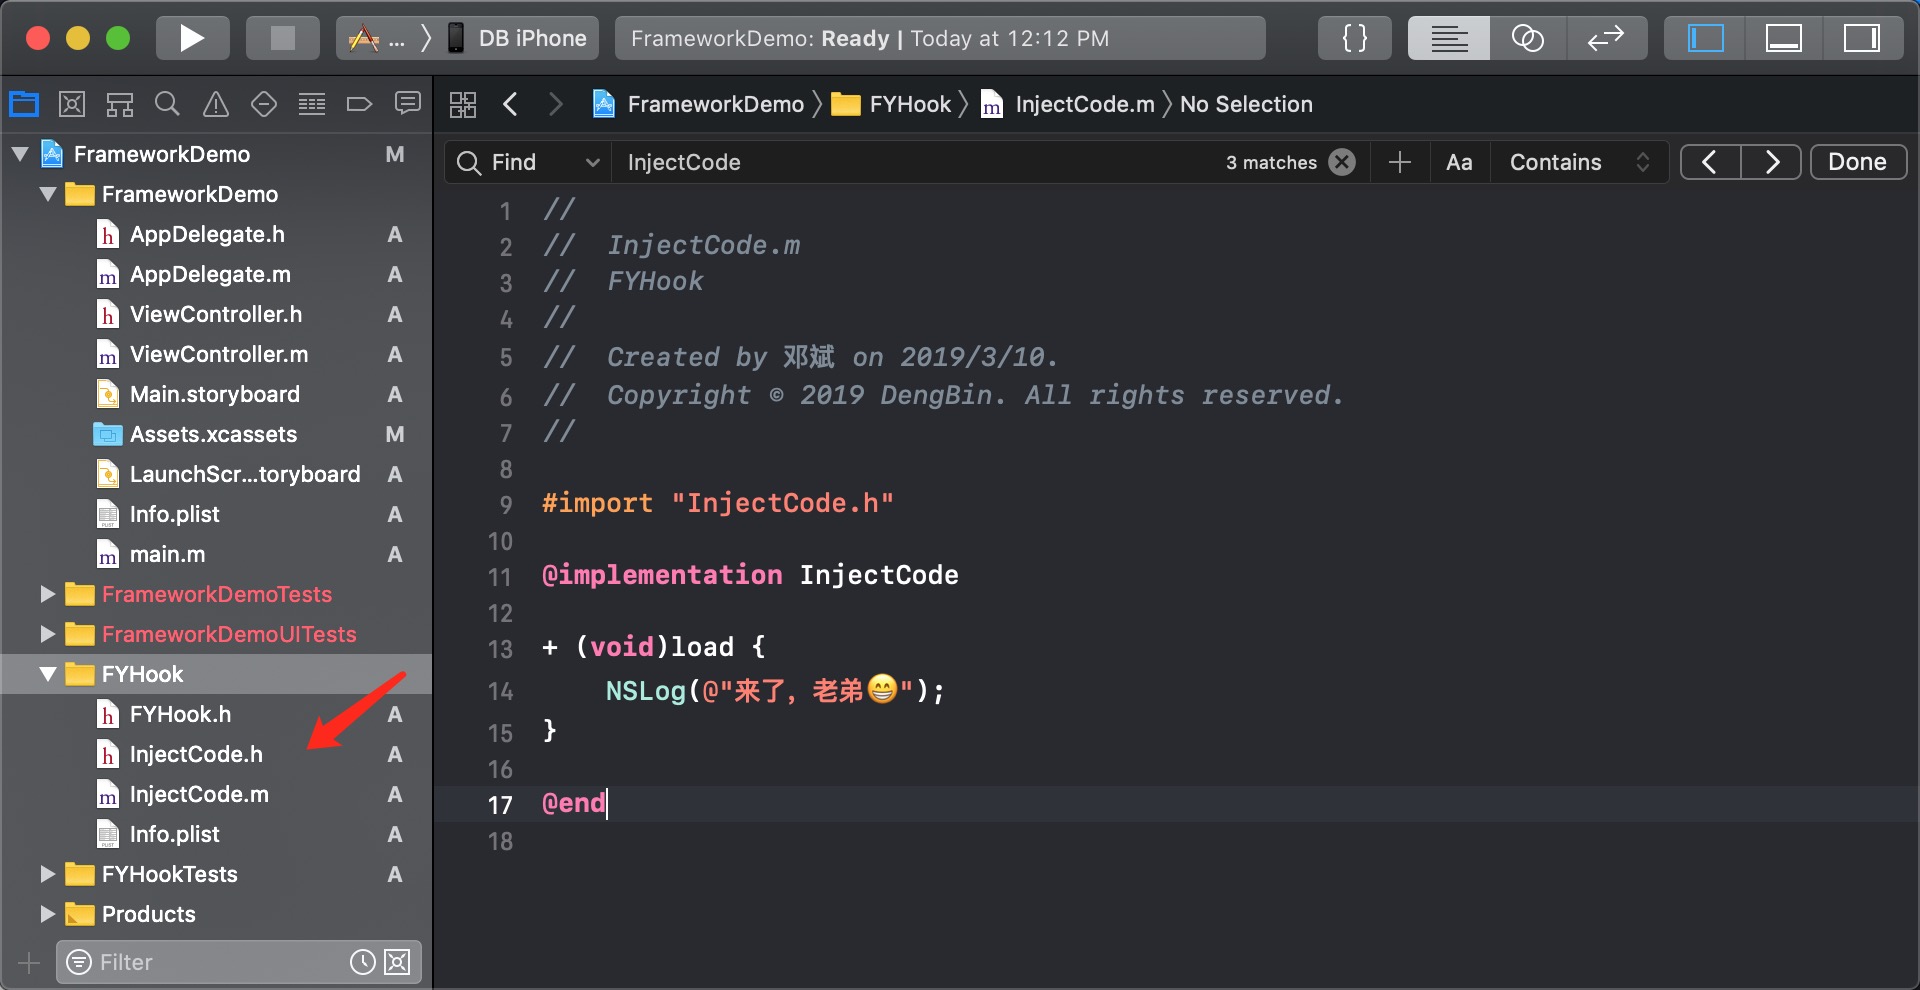 ... DB iPhone
FrameworkDemo: Ready | Today at 12:12 PM
{}
FrameworkDemo FYHook m InjectCode.m No Selection
Find InjectCode 3 matches Aa Contains Done
FrameworkDemo M
FrameworkDemo
h AppDelegate.h A
m AppDelegate.m A
h ViewController.h A
m ViewController.m A
Main.storyboard A
Assets.xcassets M
LaunchScr...toryboard A
Info.plist A
m main.m A
FrameworkDemoTests
FrameworkDemoUITests
FYHook
h FYHook.h A
h InjectCode.h A
m InjectCode.m A
Info.plist A
FYHookTests A
Products
Filter
1 //
2 // InjectCode.m
3 // FYHook
4 //
5 // Created by 邓斌 on 2019/3/10.
6 // Copyright © 2019 DengBin. All rights reserved.
7 //
8
9 #import "InjectCode.h"
10
11 @implementation InjectCode
12
13 + (void)load {
14 NSLog(@"来了，老弟😁");
15 }
16
17 @end
18